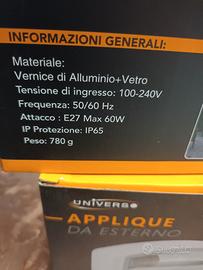 INFORMAZIONI GENERALI:
Materiale:
Vernice di Alluminio+Vetro
Tensione di ingresso: 100-240V
Frequenza: 50/60 Hz
Attacco : E27 Max 60W
IP Protezione: IP65
Peso: 780 g
UNIVERSO
APPLIQUE
DA ESTERNO
subito